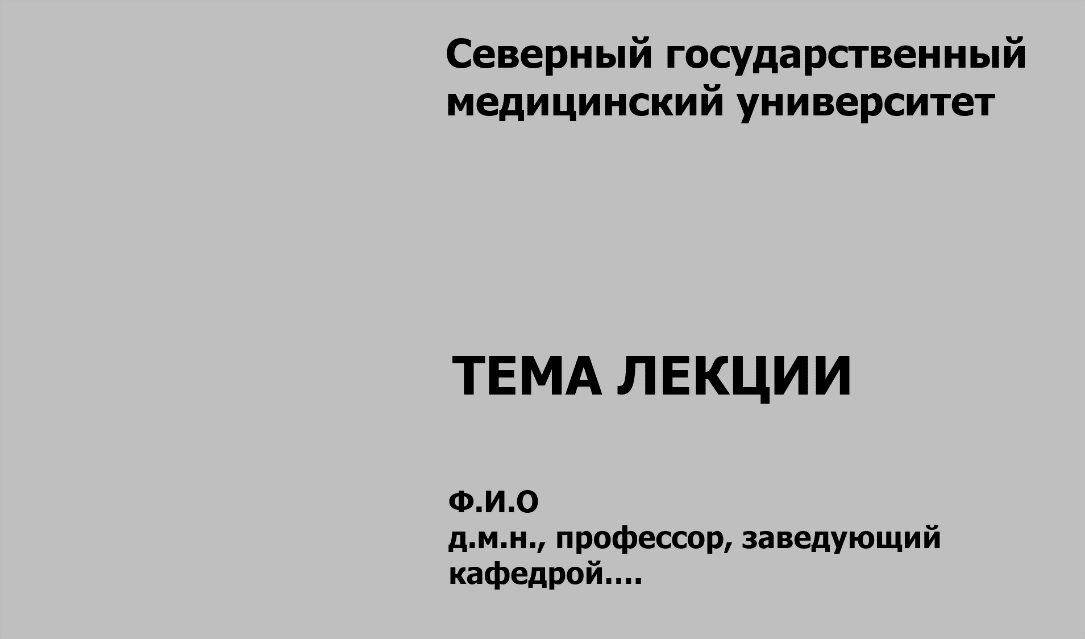 Северный государственный
медицинский университет
ТЕМА ЛЕКЦИИ
Ф.И.О
д.м.н., профессор, заведующий
кафедрой....